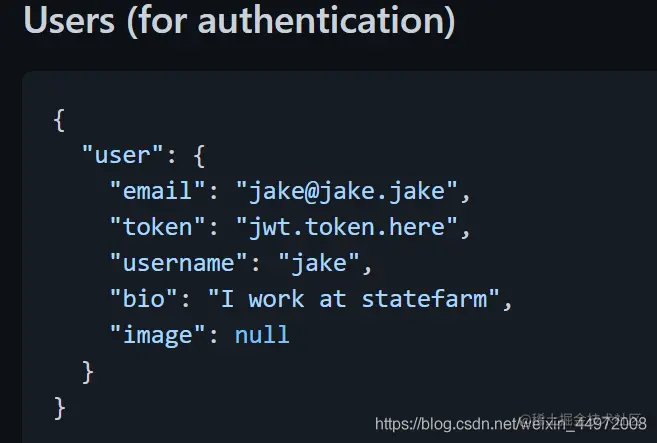 Users (for authentication)
{
"user": {
"email": "jake@jake.jake",
"token": "jwt.token.here",
"username": "jake",
"bio": "I work at statefarm",
"image": null
}
}
@稀土掘金技术社区
https://blog.csdn.net/weixin_44972008